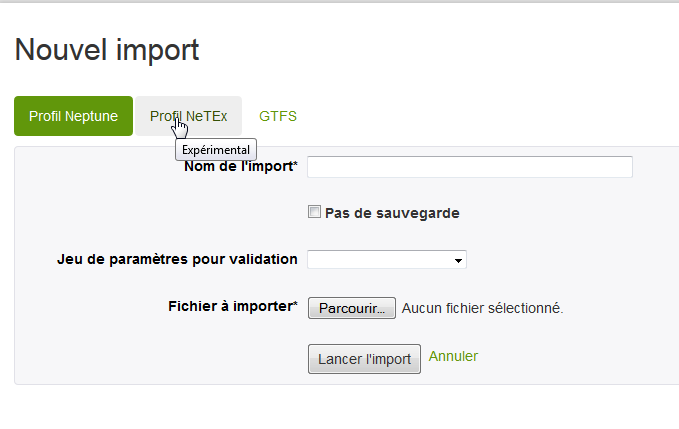 Nouvel import
Profil Neptune Profil NeTEx GTFS
Expérimental
Nom de l'import*
Pas de sauvegarde
Jeu de paramètres pour validation
Fichier à importer* Parcourir... Aucun fichier sélectionné.
Lancer l'import Annuler